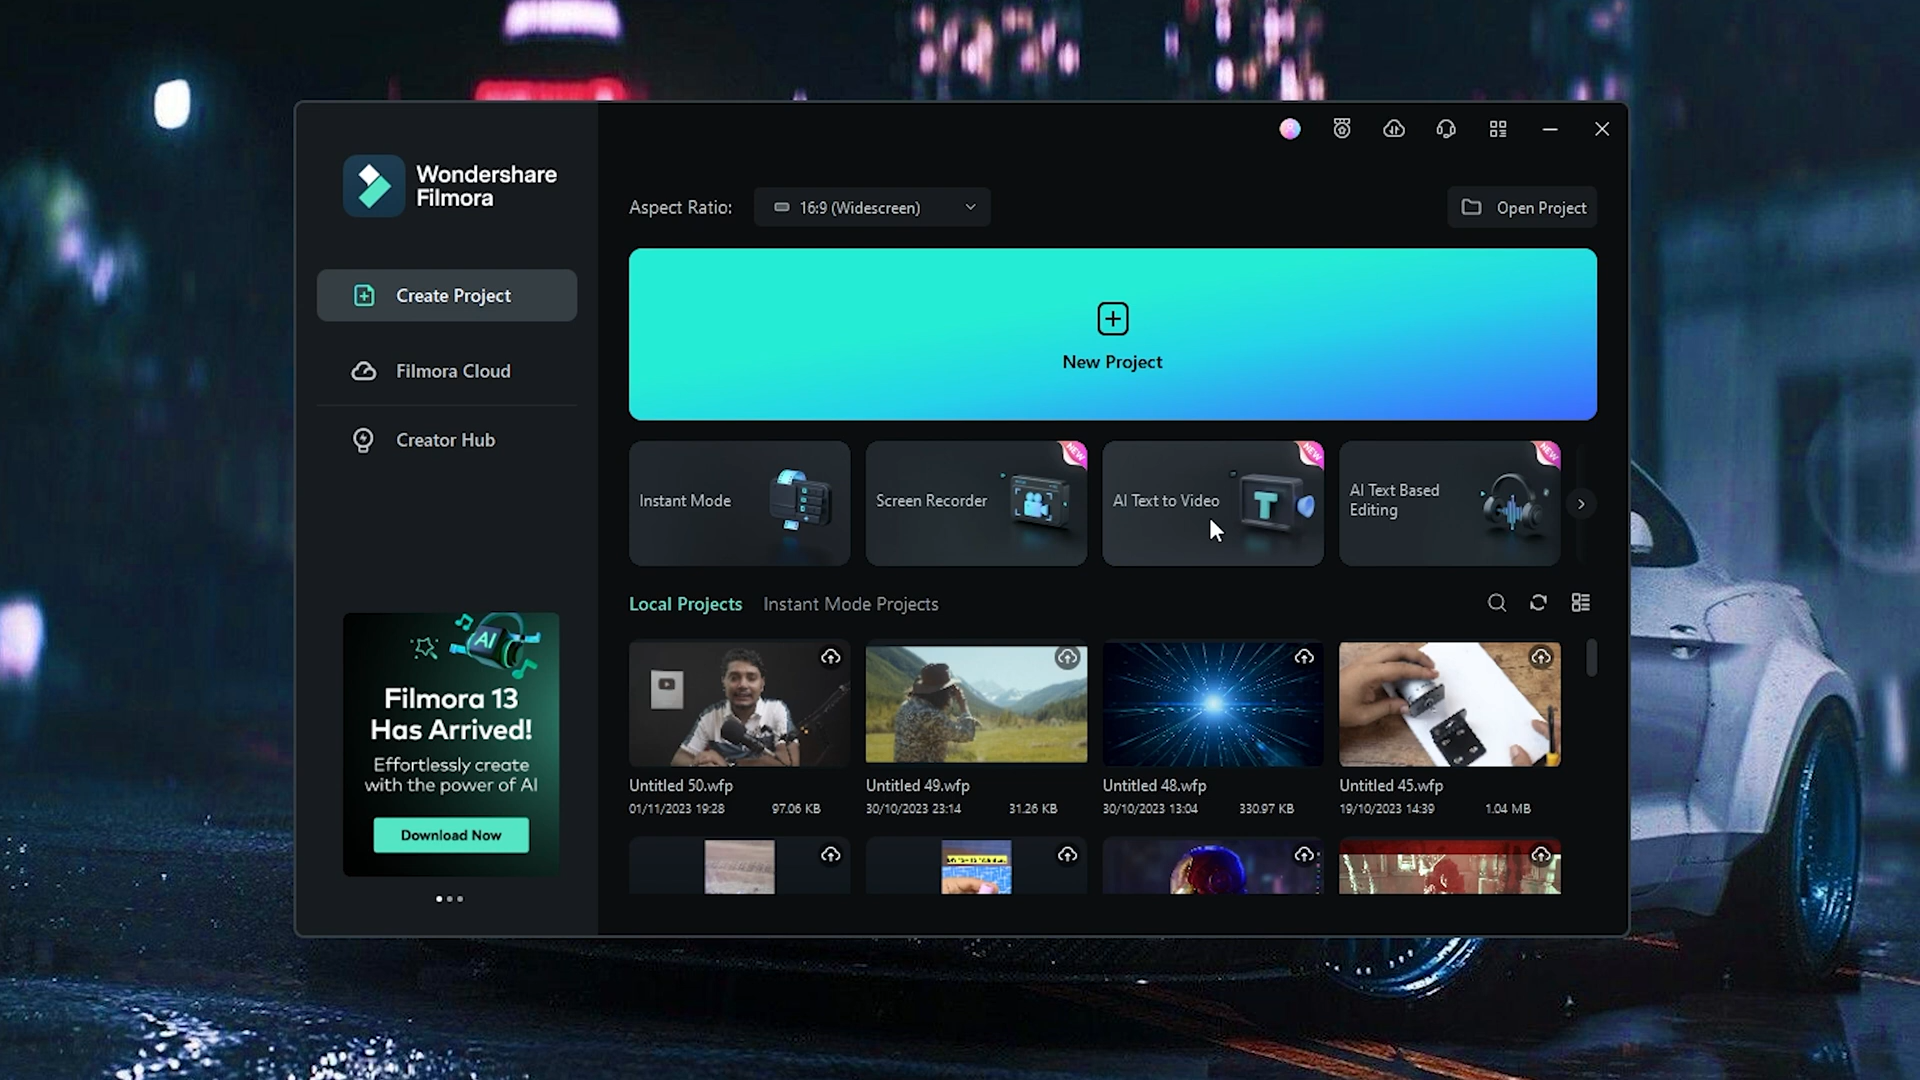 Wondershare
Filmora
Create Project
Filmora Cloud
Creator Hub
AI
Filmora 13
Has Arrived!
Effortlessly create
with the power of AI
Download Now
Aspect Ratio:
16:9 (Widescreen)
Open Project
New Project
Instant Mode
Screen Recorder
NEW
AI Text to Video
T
NEW
AI Text Based
Editing
NEW
Local Projects
Instant Mode Projects
Untitled 50.wfp
01/11/2023 19:28
97.06 KB
Untitled 49.wfp
30/10/2023 23:14
31.26 KB
Untitled 48.wfp
30/10/2023 13:04
330.97 KB
Untitled 45.wfp
19/10/2023 14:39
1.04 MB